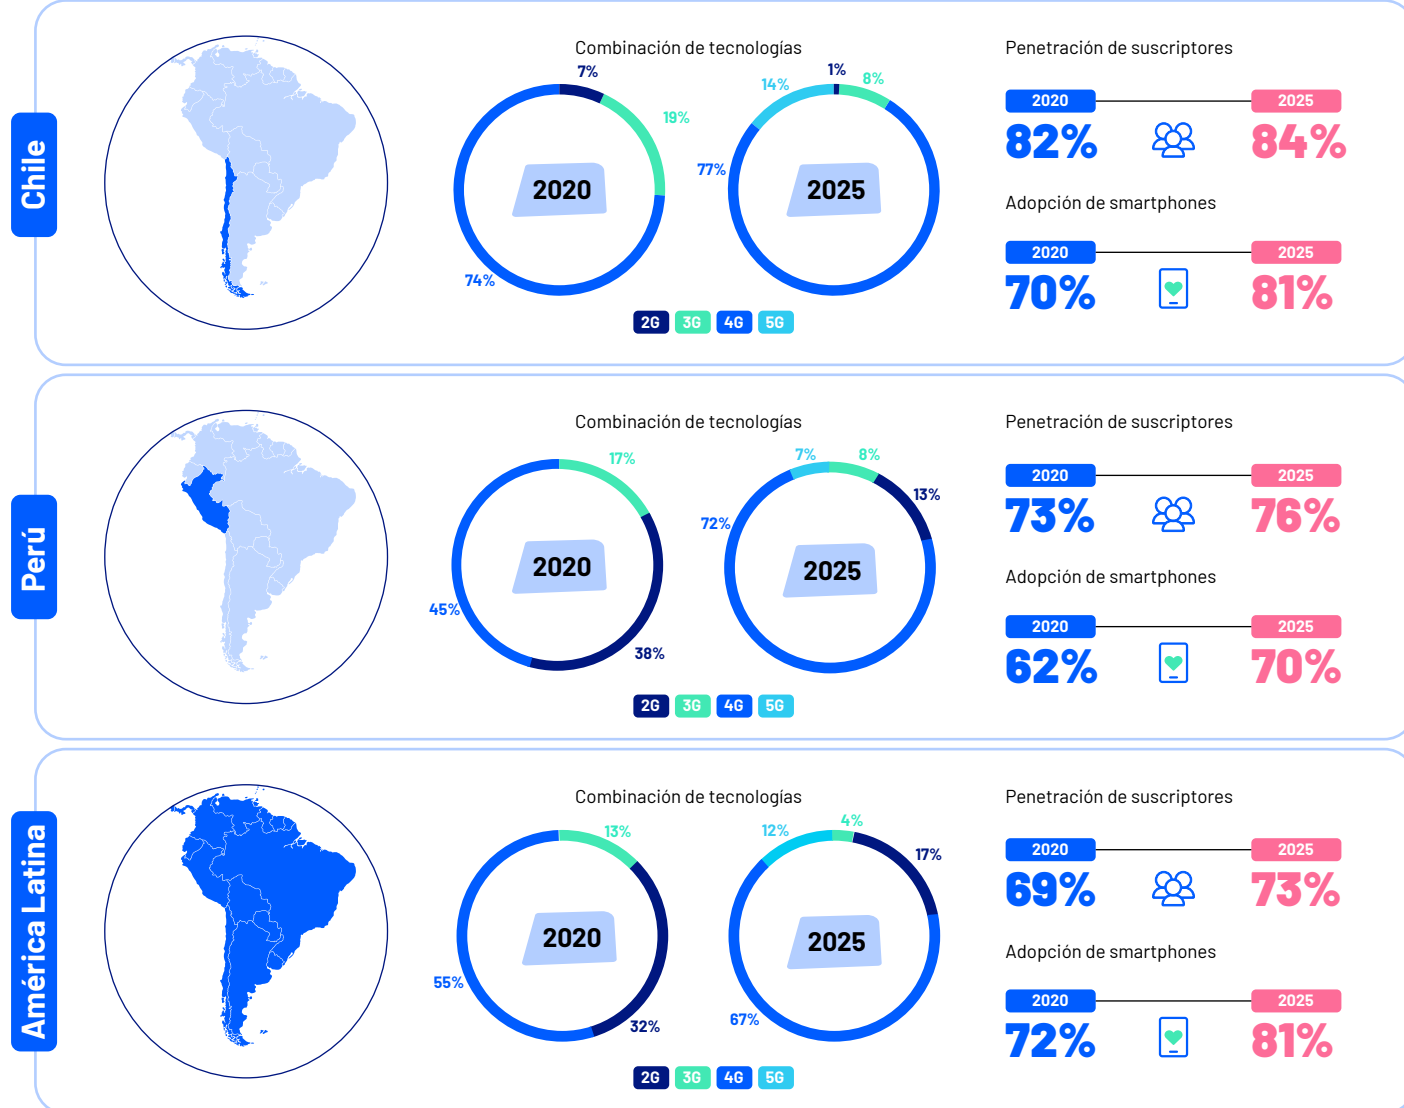 Chile
Combinación de tecnologías
7%
19%
74%
2020
1%
8%
14%
77%
2025
2G 3G 4G 5G
Penetración de suscriptores
2020 2025
82% 84%
Adopción de smartphones
2020 2025
70% 81%
Perú
Combinación de tecnologías
17%
45%
38%
2020
7%
8%
13%
72%
2025
2G 3G 4G 5G
Penetración de suscriptores
2020 2025
73% 76%
Adopción de smartphones
2020 2025
62% 70%
América Latina
Combinación de tecnologías
13%
55%
32%
2020
12%
4%
17%
67%
2025
2G 3G 4G 5G
Penetración de suscriptores
2020 2025
69% 73%
Adopción de smartphones
2020 2025
72% 81%